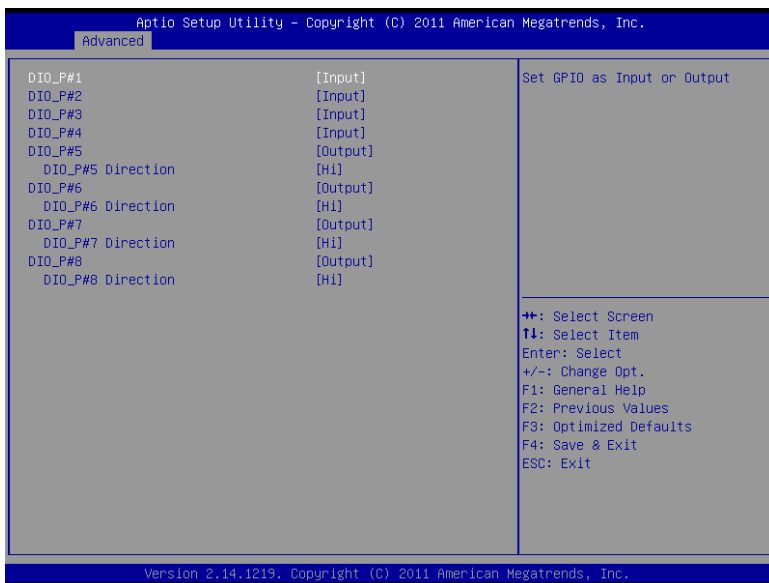 Aptio Setup Utility – Copyright (C) 2011 American Megatrends, Inc.
Advanced
DIO_P#1 [Input]
DIO_P#2 [Input]
DIO_P#3 [Input]
DIO_P#4 [Input]
DIO_P#5 [Output]
DIO_P#5 Direction [Hi]
DIO_P#6 [Output]
DIO_P#6 Direction [Hi]
DIO_P#7 [Output]
DIO_P#7 Direction [Hi]
DIO_P#8 [Output]
DIO_P#8 Direction [Hi]
Set GPIO as Input or Output
→←: Select Screen
↑↓: Select Item
Enter: Select
+/-: Change Opt.
F1: General Help
F2: Previous Values
F3: Optimized Defaults
F4: Save & Exit
ESC: Exit
Version 2.14.1219. Copyright (C) 2011 American Megatrends, Inc.